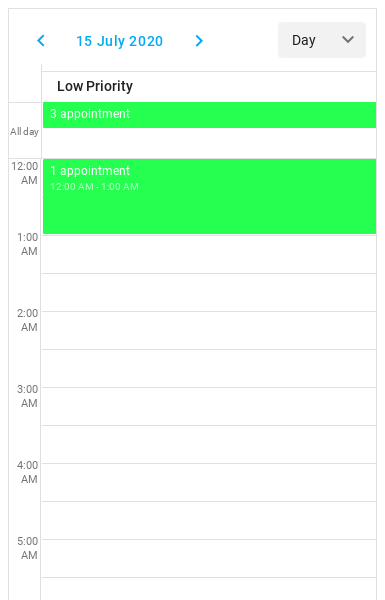 15 July 2020
Day
Low Priority
All day
3 appointment
12:00 AM
1 appointment
12:00 AM - 1:00 AM
1:00 AM
2:00 AM
3:00 AM
4:00 AM
5:00 AM